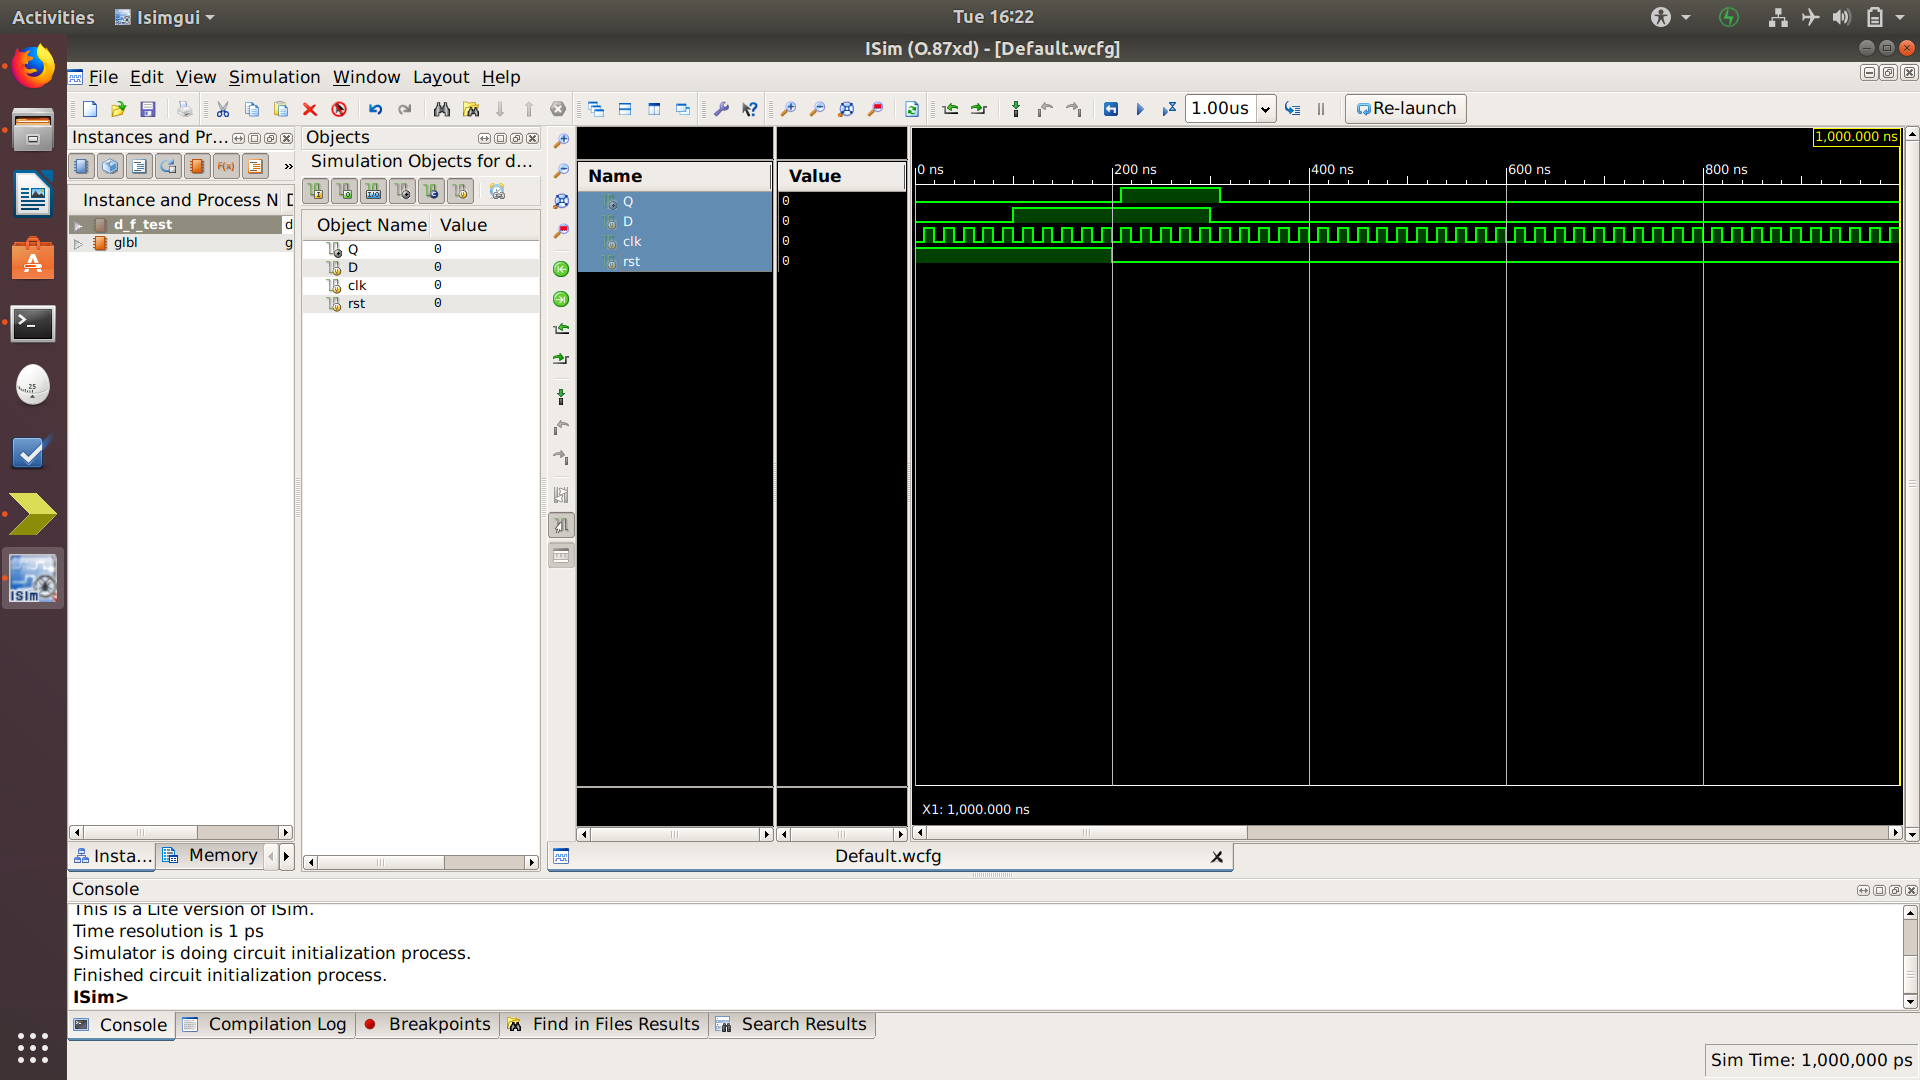 Activities Isimgui Tue 16:22
ISim (O.87xd) - [Default.wcfg]
File Edit View Simulation Window Layout Help
1.00us Re-launch
Instances and Pr...
Instance and Process N D
d_f_test d
glbl g
Insta... Memory
Objects
Simulation Objects for d...
Object Name Value
Q 0
D 0
clk 0
rst 0
Name Value
Q 0
D 0
clk 0
rst 0
1,000.000 ns
0 ns 200 ns 400 ns 600 ns 800 ns
X1: 1,000.000 ns
Default.wcfg
Console
This is a Lite version of ISim.
Time resolution is 1 ps
Simulator is doing circuit initialization process.
Finished circuit initialization process.
ISim>
Console Compilation Log Breakpoints Find in Files Results Search Results
Sim Time: 1,000,000 ps
25
ISim